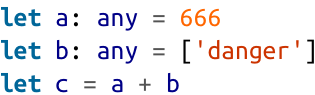 let a: any = 666
let b: any = ['danger']
let c = a + b